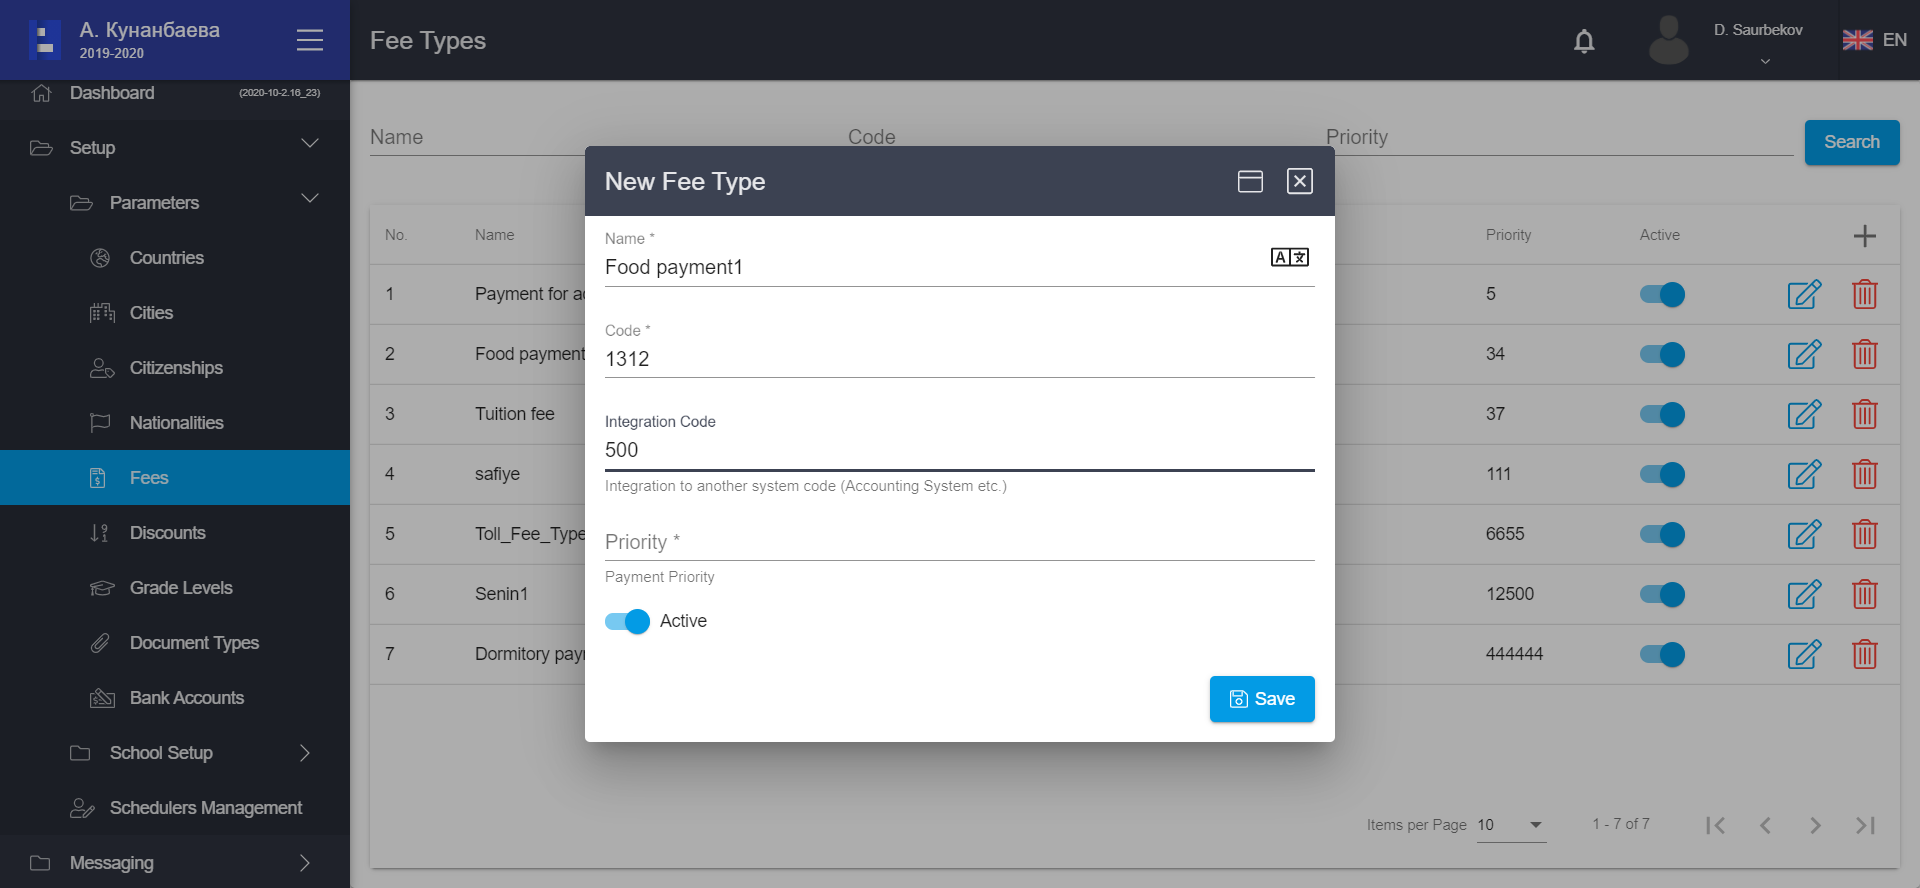 А. Кунанбаева
2019-2020
Fee Types
D. Saurbekov
EN
Dashboard
(2020-10-2.16_23)
Setup
Parameters
Countries
Cities
Citizenships
Nationalities
Fees
Discounts
Grade Levels
Document Types
Bank Accounts
School Setup
Schedulers Management
Messaging
Name
Code
Priority
Search
No.
Name
Priority
Active
1
Payment for a
5
2
Food payment
34
3
Tuition fee
37
4
safiye
111
5
Toll_Fee_Type
6655
6
Senin1
12500
7
Dormitory pay
444444
Items per Page
10
1 - 7 of 7
New Fee Type
Name *
Food payment1
Code *
1312
Integration Code
500
Integration to another system code (Accounting System etc.)
Priority *
Payment Priority
Active
Save